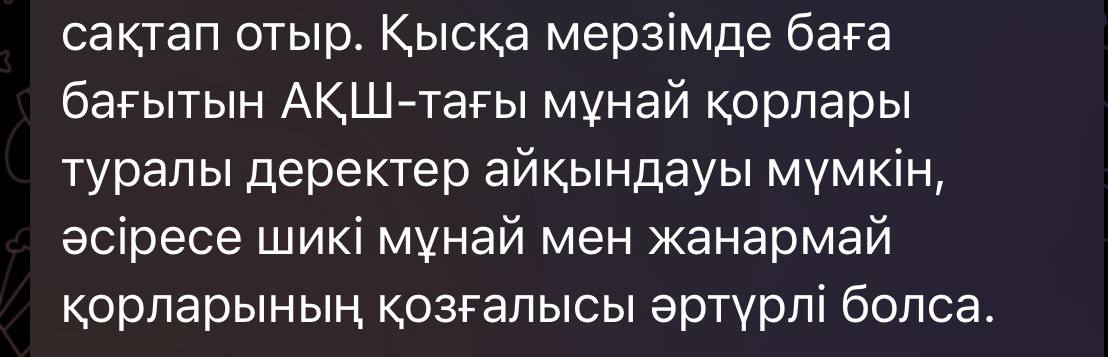 сақтап отыр. Қысқа мерзімде баға
бағытын АҚШ-тағы мұнай қорлары
туралы деректер айқындауы мүмкін,
әсіресе шикі мұнай мен жанармай
қорларының қозғалысы әртүрлі болса.